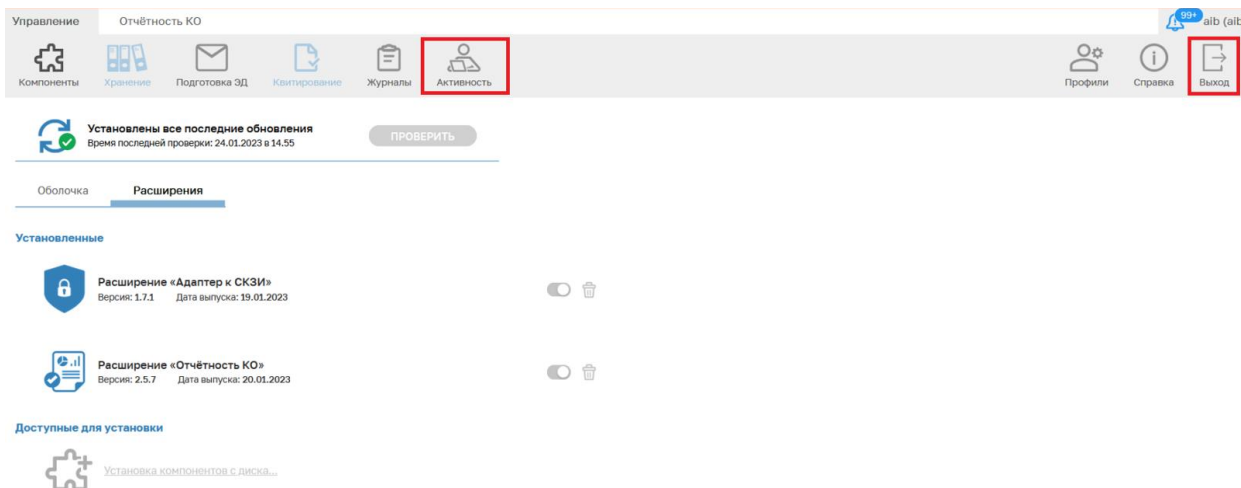 Управление Отчётность КО 99+ aib (aib
Компоненты Хранение Подготовка ЭД Квитирование Журналы Активность Профили Справка Выход
Установлены все последние обновления
Время последней проверки: 24.01.2023 в 14.55
ПРОВЕРИТЬ
Оболочка Расширения
Установленные
Расширение «Адаптер к СКЗИ»
Версия: 1.7.1 Дата выпуска: 19.01.2023
Расширение «Отчётность КО»
Версия: 2.5.7 Дата выпуска: 20.01.2023
Доступные для установки
Установка компонентов с диска...